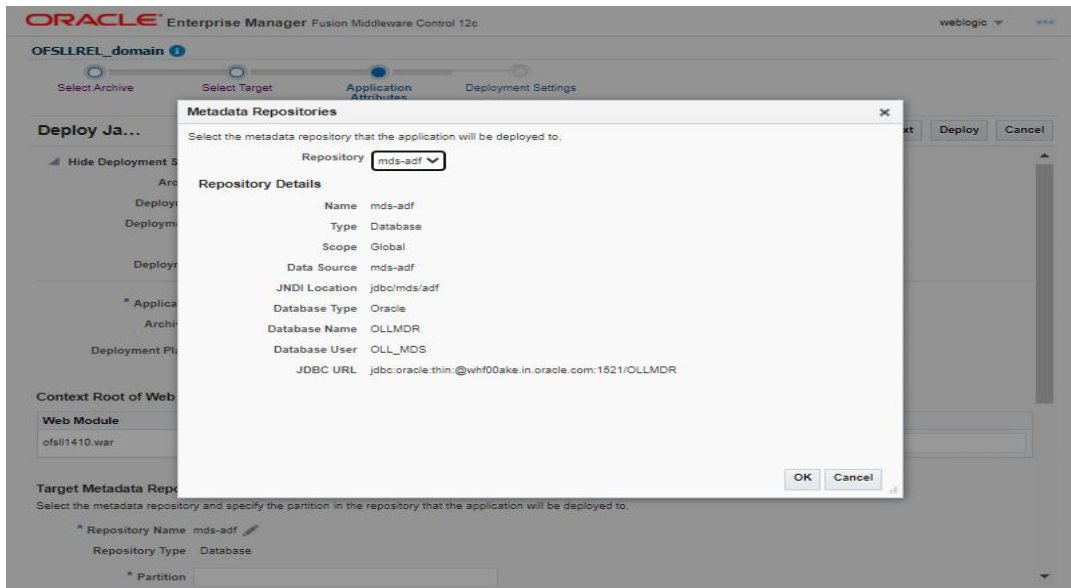 ORACLE Enterprise Manager Fusion Middleware Control 12c weblogic
OFSLLREL_domain
Select Archive Select Target Application Attributes Deployment Settings
Metadata Repositories
Deploy Ja... Deploy Cancel
Select the metadata repository that the application will be deployed to.
Repository mds-adf
Hide Deployment S
Repository Details
Arc
Name mds-adf
Deploy
Type Database
Deploym
Scope Global
Deployr
Data Source mds-adf
JNDI Location jdbc/mds/adf
* Applica
Database Type Oracle
Archi
Database Name OLLMDR
Deployment Pl
Database User OLL_MDS
JDBC URL jdbc:oracle:thin:@whf00ake.in.oracle.com:1521/OLLMDR
Context Root of Web
Web Module
ofsll1410.war
OK Cancel
Target Metadata Repo
Select the metadata repository and specify the partition in the repository that the application will be deployed to.
* Repository Name mds-adf
Repository Type Database
* Partition